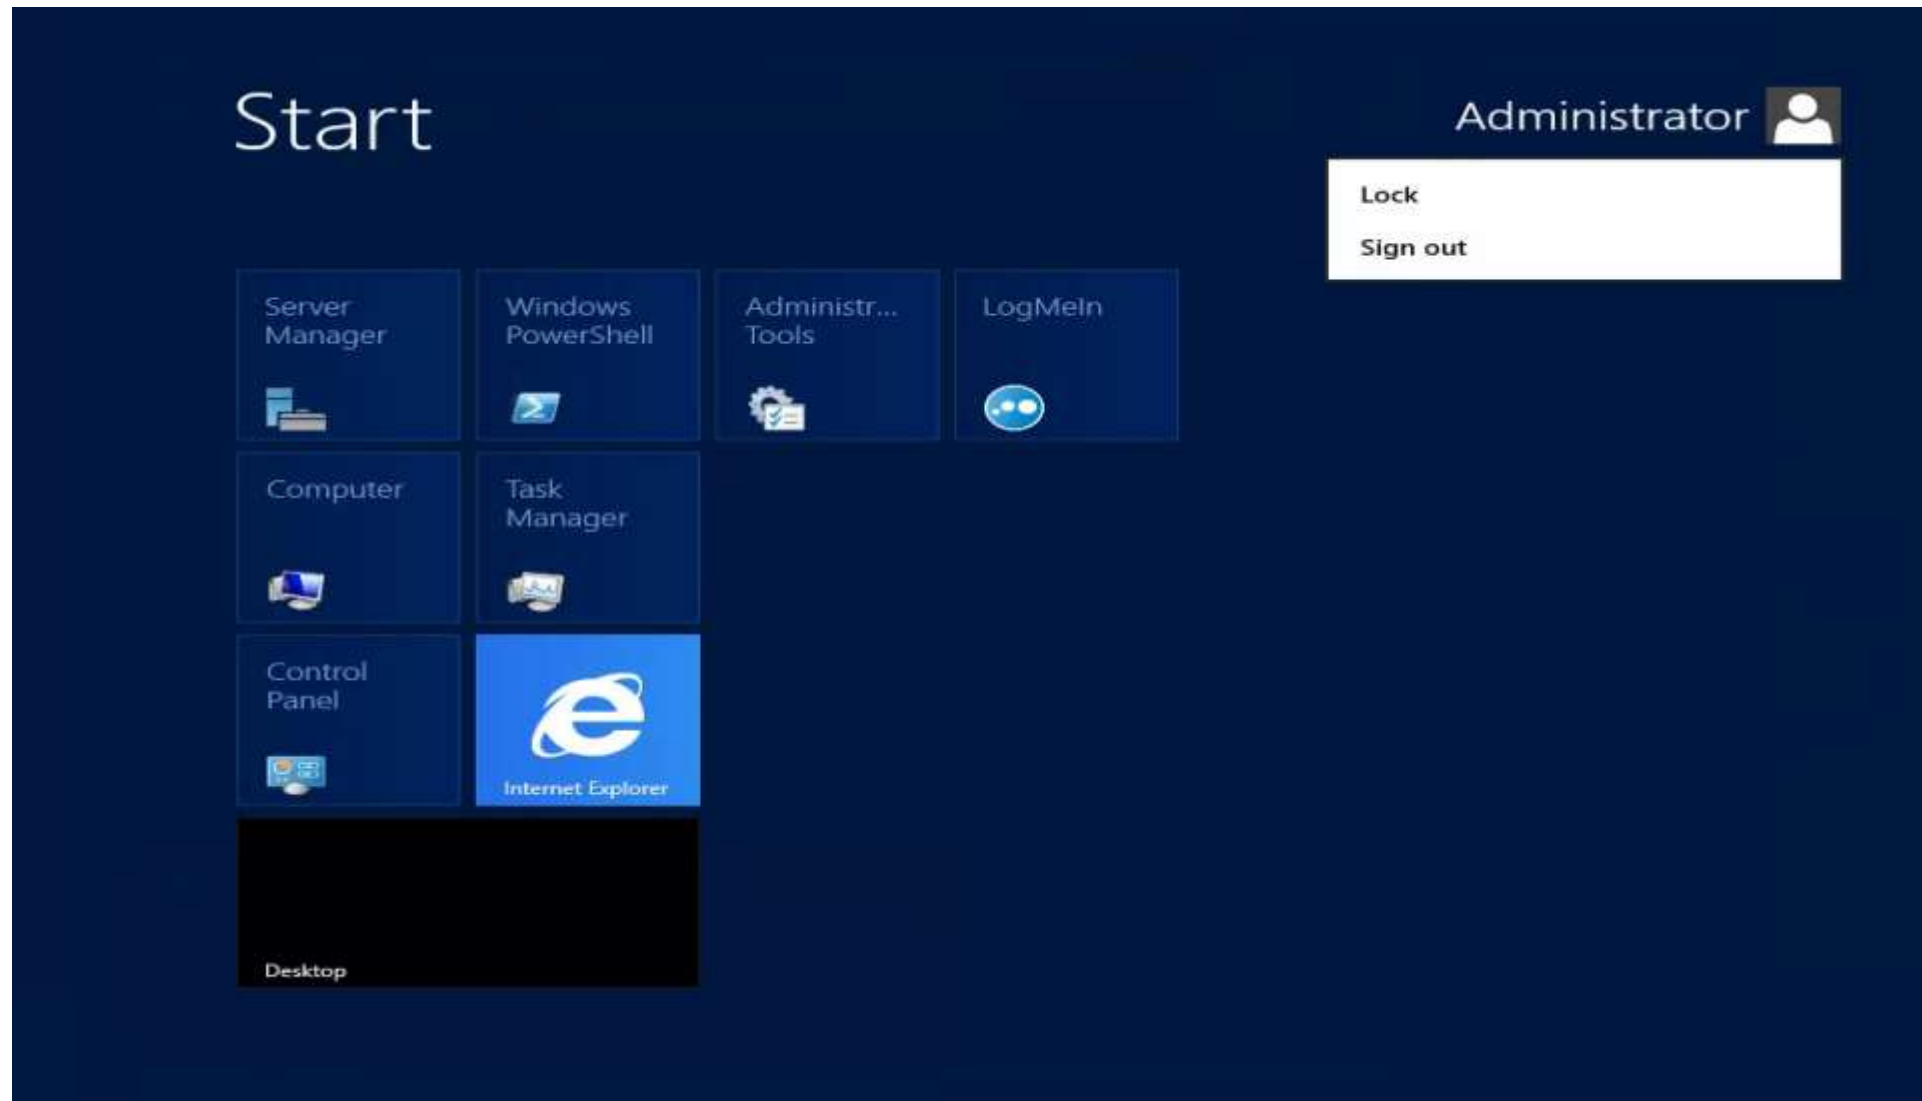 Start
Administrator
Lock
Sign out
Server
Manager
Windows
PowerShell
Administr...
Tools
LogMeIn
Computer
Task
Manager
Control
Panel
Internet Explorer
Desktop